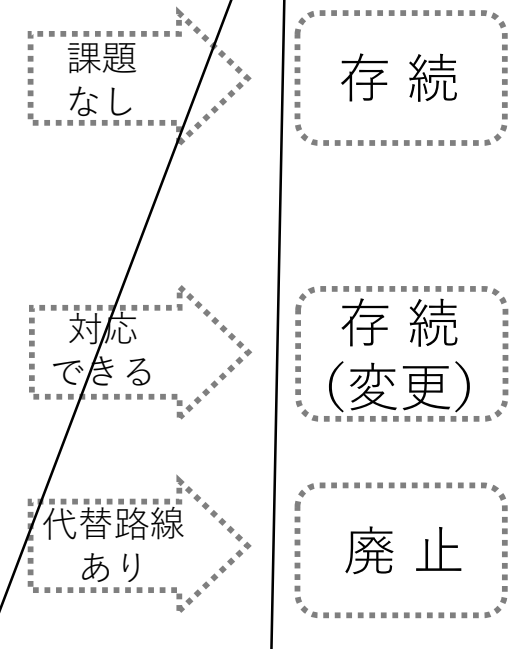 課題
なし
存 続
対応
できる
存 続
（変更）
代替路線
あり
廃 止